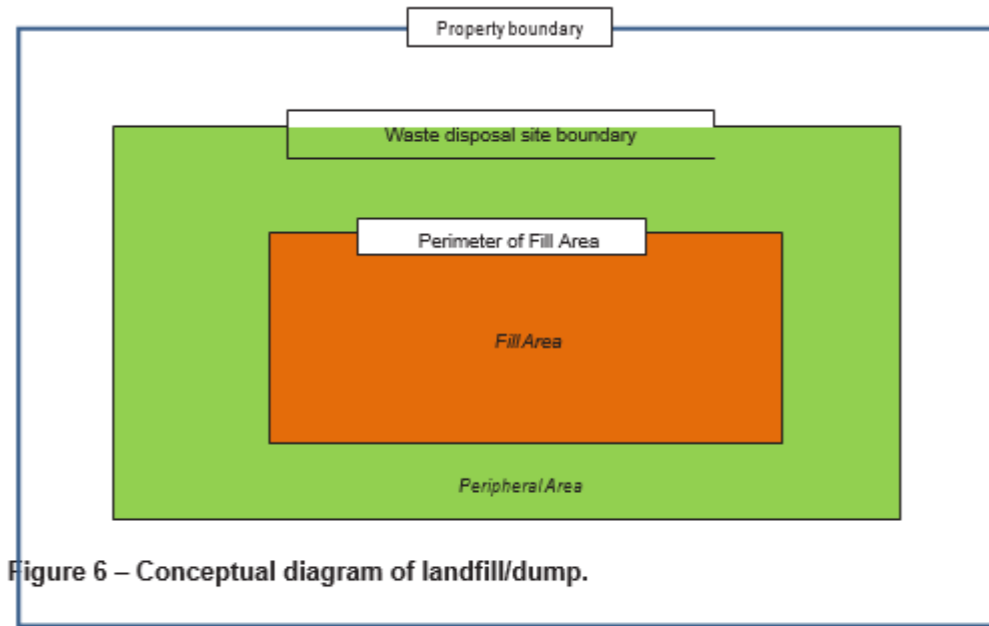 Property boundary
Waste disposal site boundary
Perimeter of Fill Area
Fill Area
Peripheral Area
Figure 6 – Conceptual diagram of landfill/dump.